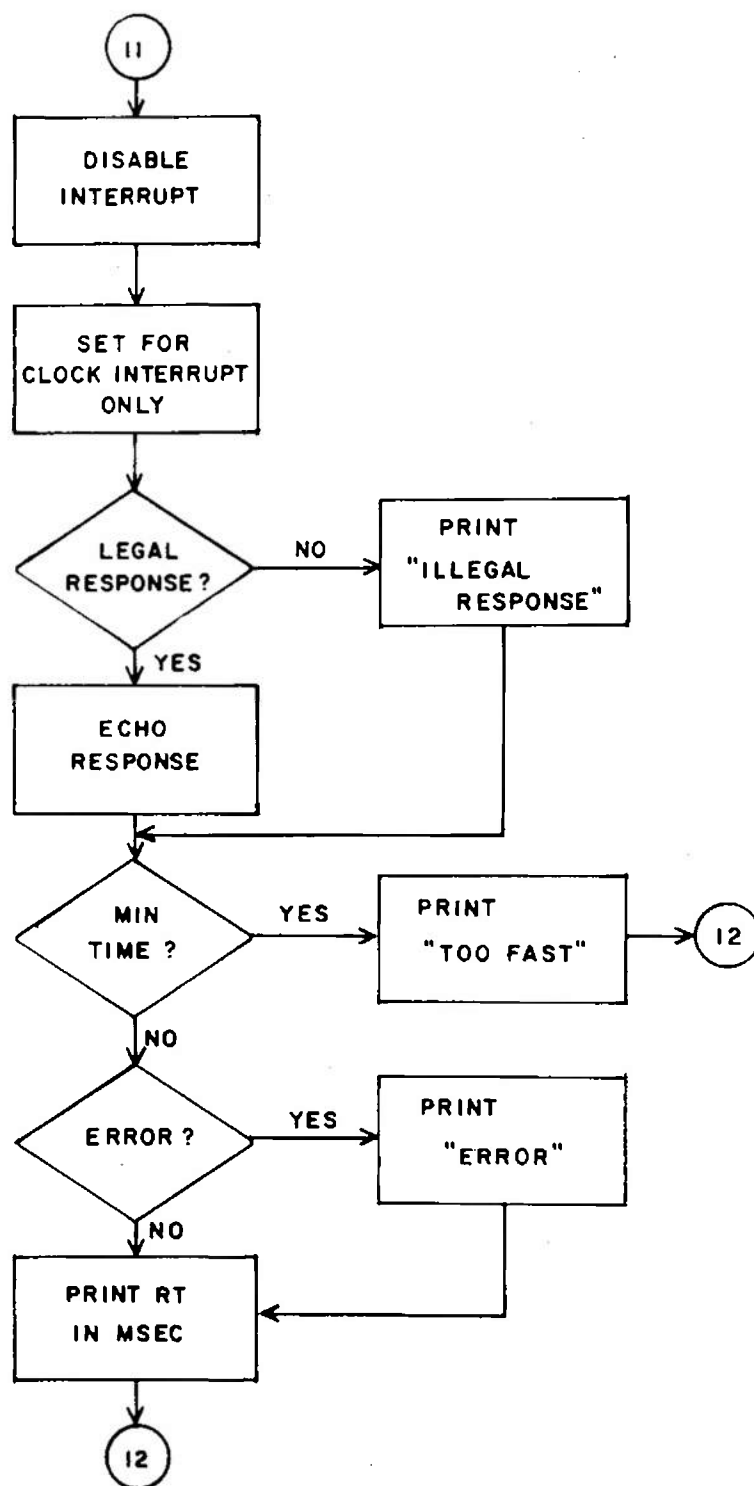 11
DISABLE
INTERRUPT
SET FOR
CLOCK INTERRUPT
ONLY
LEGAL
RESPONSE?
NO
PRINT
"ILLEGAL
RESPONSE"
YES
ECHO
RESPONSE
MIN
TIME?
YES
PRINT
"TOO FAST"
12
NO
ERROR?
YES
PRINT
"ERROR"
NO
PRINT RT
IN MSEC
12